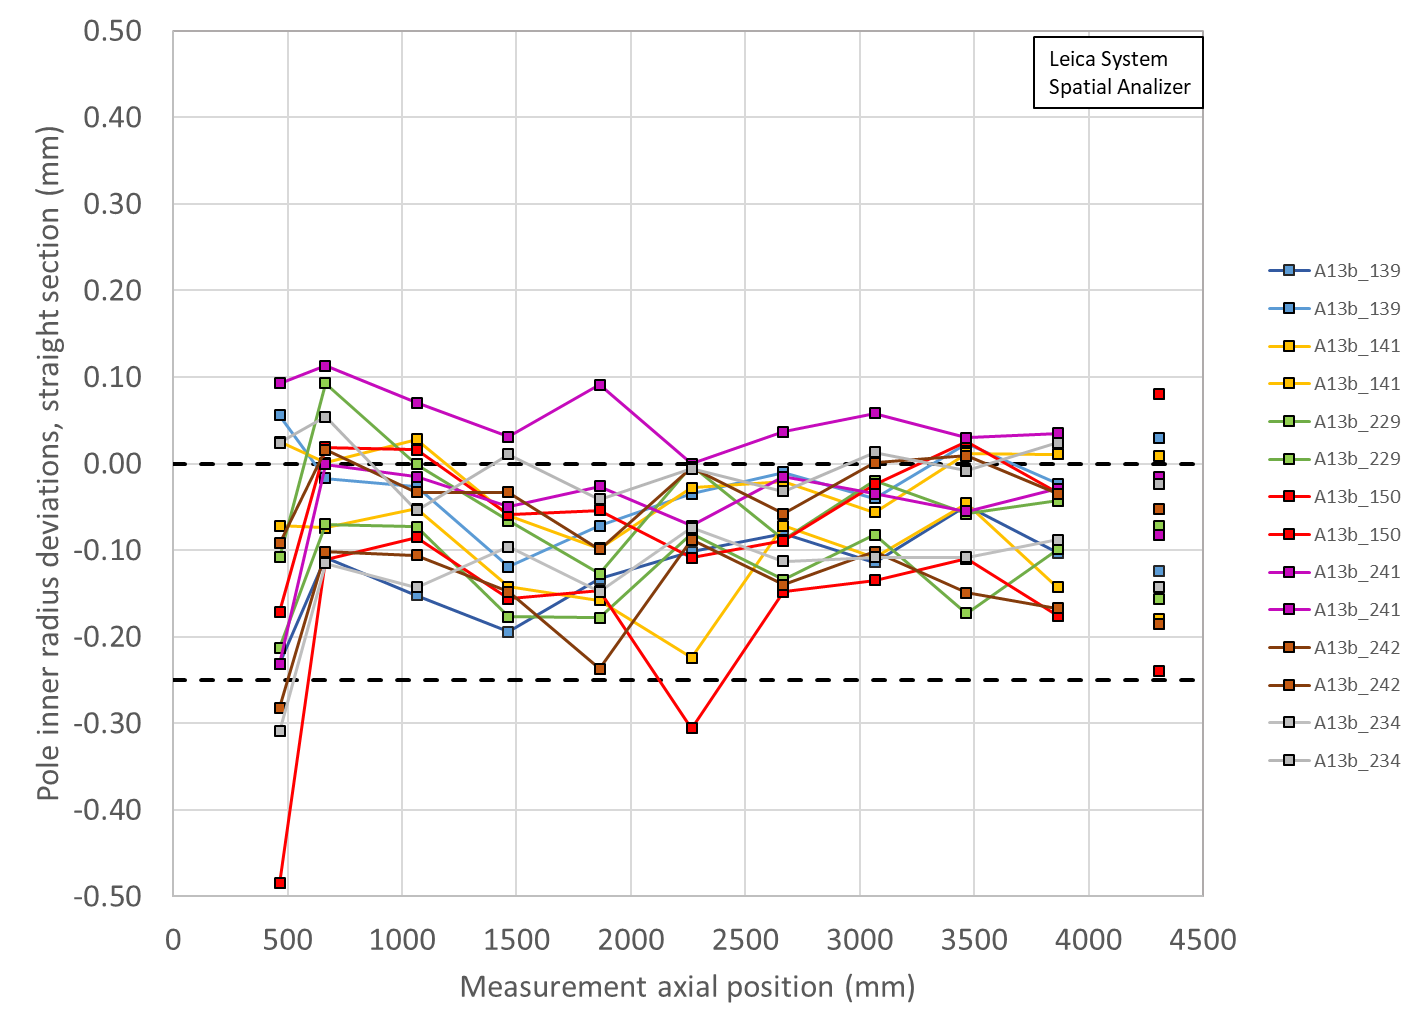 Leica System
Spatial Analizer
Pole inner radius deviations, straight section (mm)
0.50
0.40
0.30
0.20
0.10
0.00
-0.10
-0.20
-0.30
-0.40
-0.50
0 500 1000 1500 2000 2500 3000 3500 4000 4500
Measurement axial position (mm)
A13b_139
A13b_139
A13b_141
A13b_141
A13b_229
A13b_229
A13b_150
A13b_150
A13b_241
A13b_241
A13b_242
A13b_242
A13b_234
A13b_234